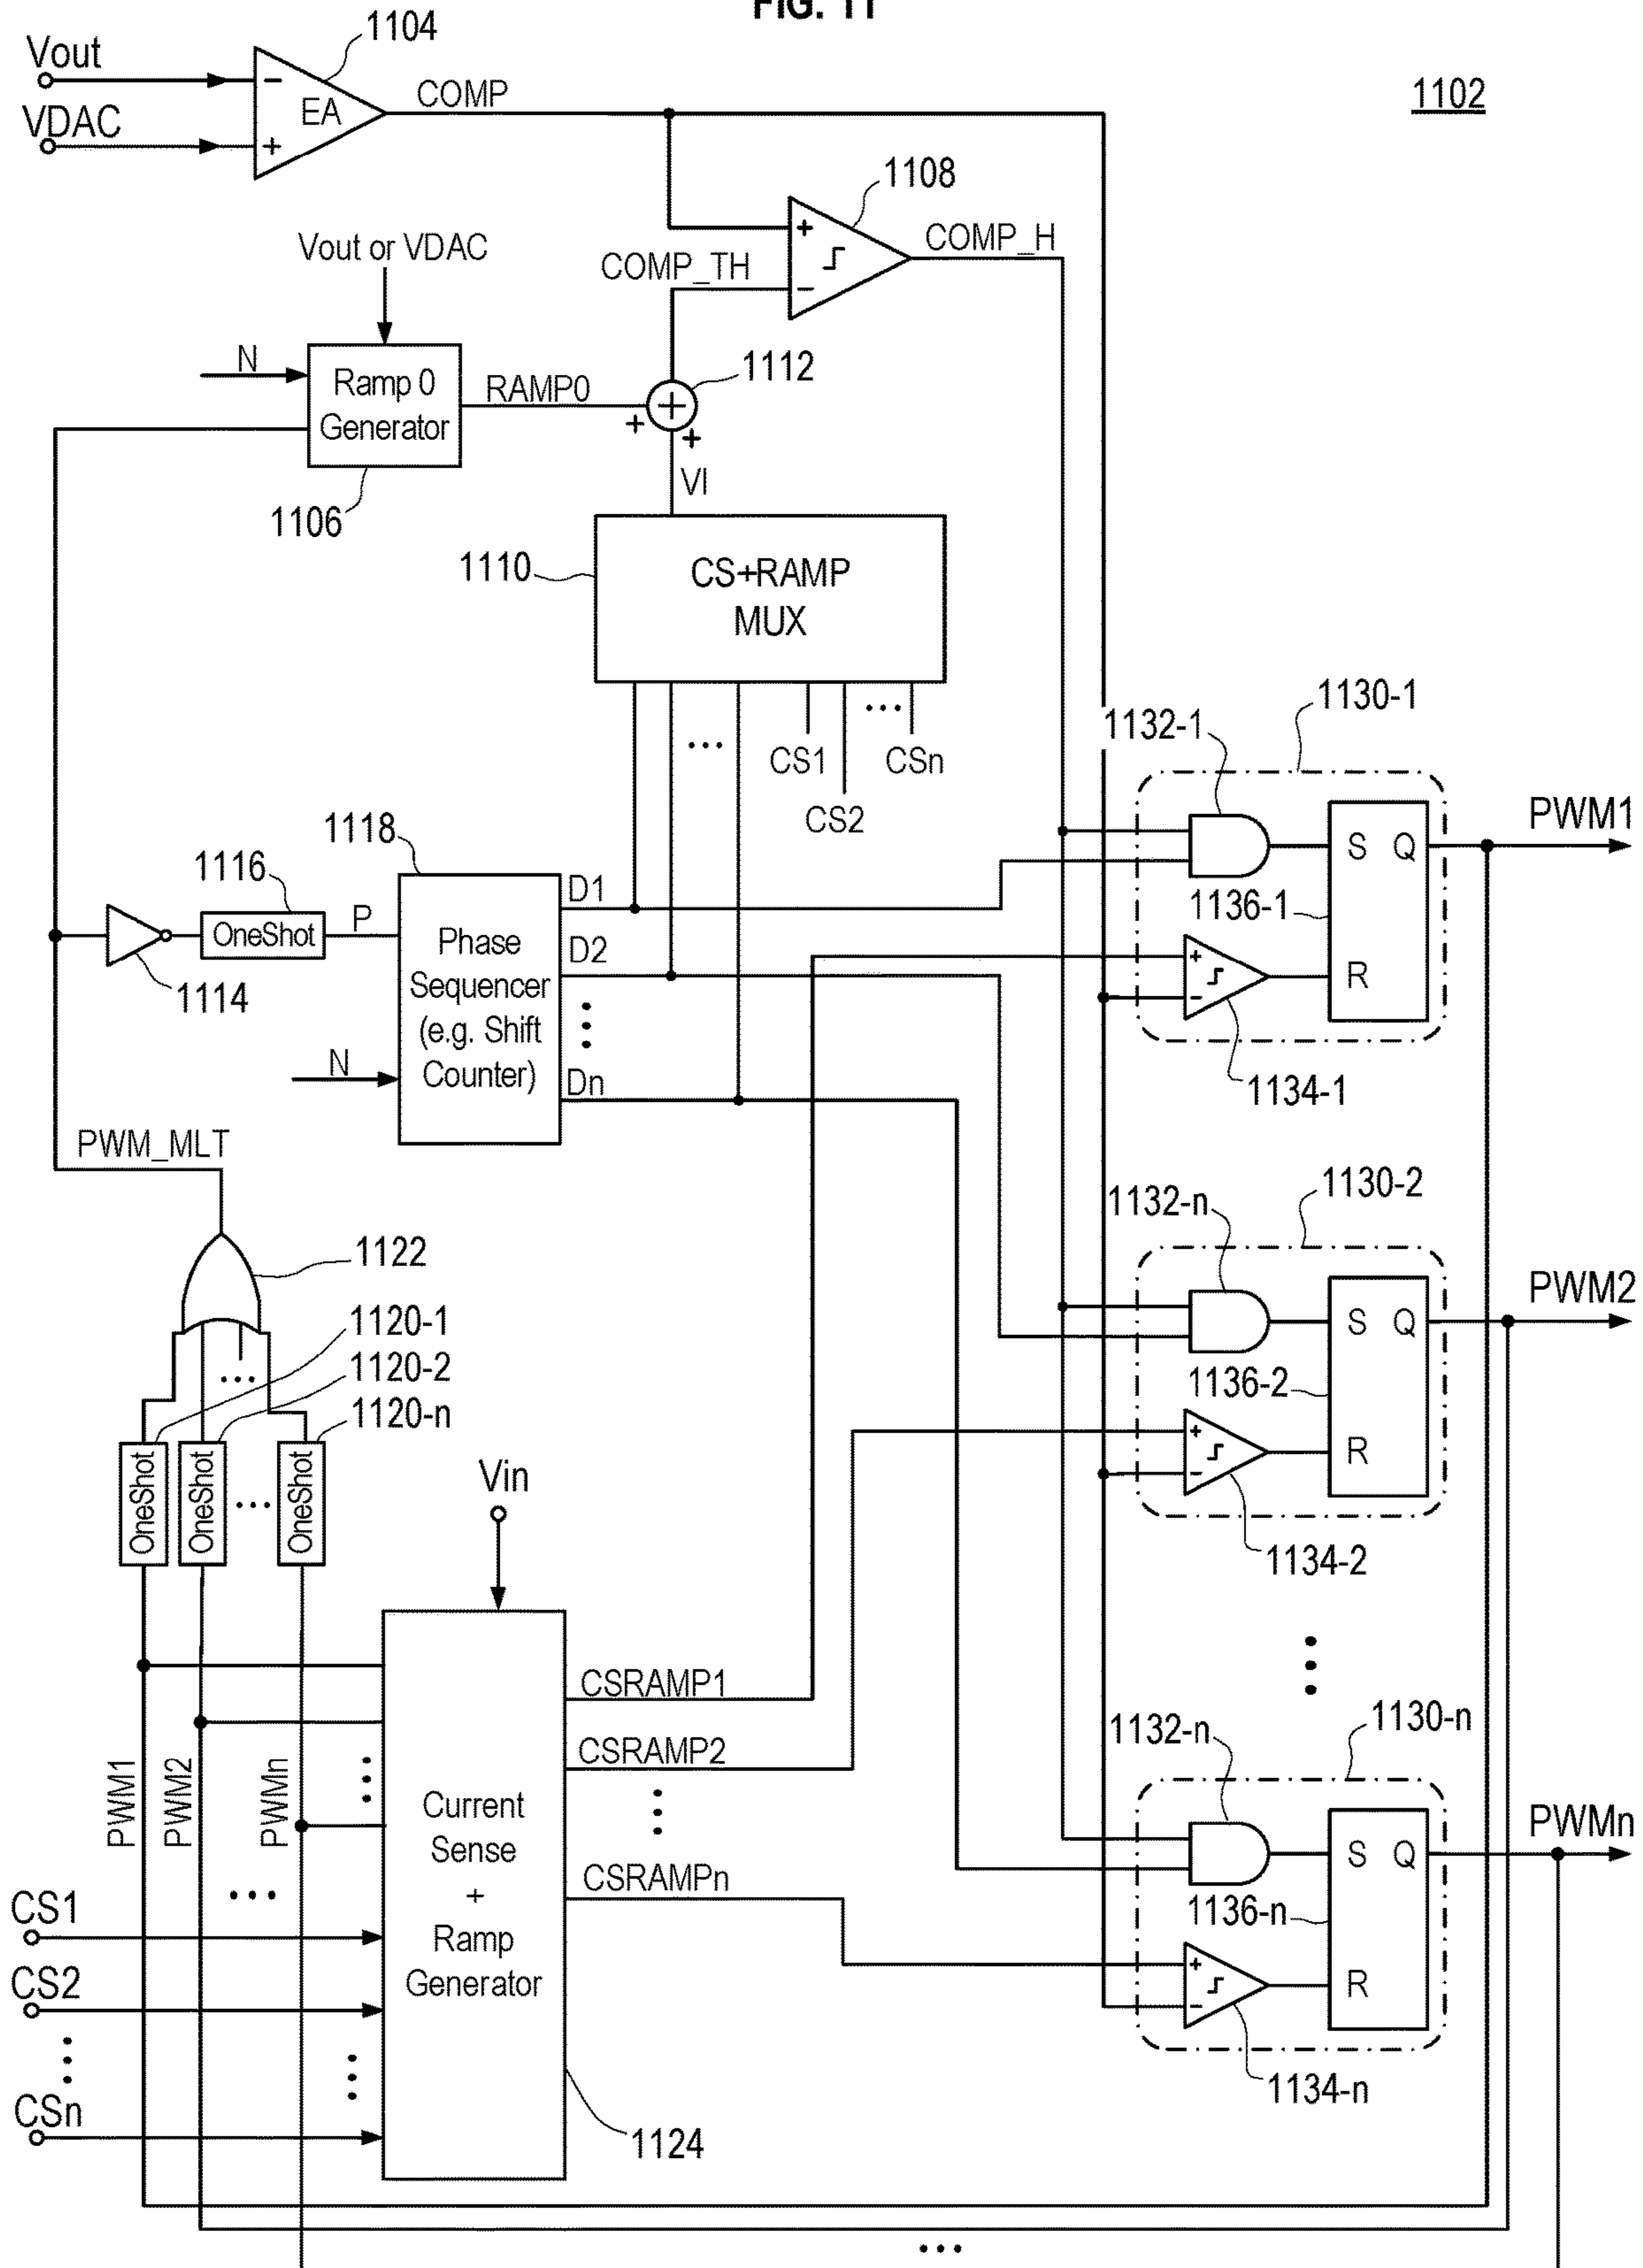 FIG. 11
1102
Vout
VDAC
1104
-
+
EA
COMP
1108
+
-
COMP_H
COMP_TH
Vout or VDAC
N
Ramp 0
Generator
1106
RAMP0
1112
+
+
+
VI
1110
CS+RAMP
MUX
...
...
CS1
CS2
CSn
1118
1116
OneShot
P
1114
Phase
Sequencer
(e.g. Shift
Counter)
N
D1
D2
Dn
1130-1
1132-1
1136-1
S Q
R
+
-
1134-1
PWM1
PWM_MLT
1122
1120-1
1120-2
1120-n
...
OneShot
OneShot
...
OneShot
1130-2
1132-n
1136-2
S Q
R
+
-
1134-2
PWM2
Vin
PWM1
PWM2
PWMn
...
CS1
CS2
CSn
Current
Sense
+
Ramp
Generator
1124
CSRAMP1
CSRAMP2
CSRAMPn
1130-n
1132-n
1136-n
S Q
R
+
-
1134-n
PWMn
...